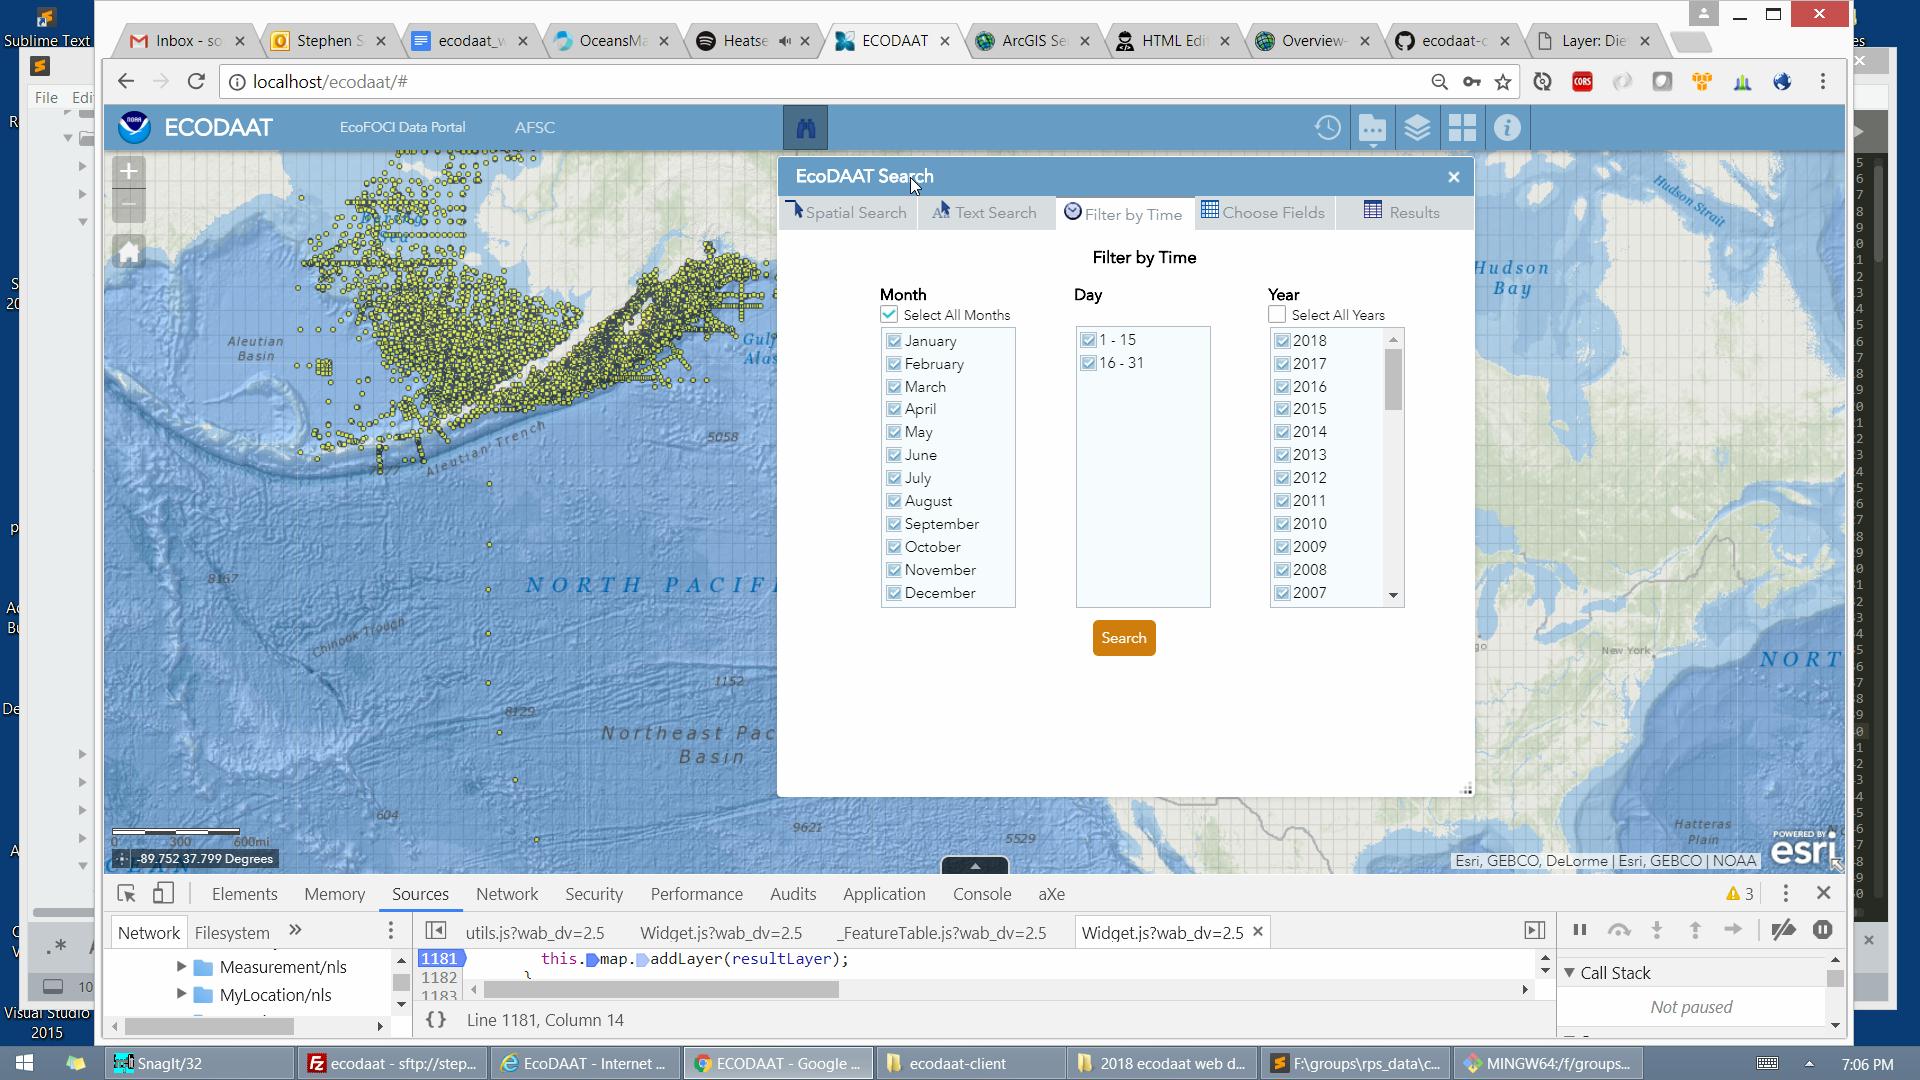 Sublime Text
Inbox - so
Stephen S
ecodaat_w
OceansMa
Heatse
ECODAAT
ArcGIS Se
HTML Edi
Overview-
ecodaat-c
Layer: Die
File Edi
localhost/ecodaat/#
CORS
NOAA ECODAAT
EcoFOCI Data Portal
AFSC
EcoDAAT Search
Spatial Search
Text Search
Filter by Time
Choose Fields
Results
Filter by Time
Month
Day
Year
Select All Months
Select All Years
January
February
March
April
May
June
July
August
September
October
November
December
1 - 15
16 - 31
2018
2017
2016
2015
2014
2013
2012
2011
2010
2009
2008
2007
Search
Aleutian
Basin
Aleutian Trench
5058
8167
NORTH PACIFI
Chinook Trough
1152
8129
Northeast Pac
Basin
604
9621
5529
Hudson Strait
Hudson
Bay
New York
NORT
Hatteras
Plain
0 300 600mi
-89.752 37.799 Degrees
Esri, GEBCO, DeLorme | Esri, GEBCO | NOAA
POWERED BY
esri
Elements
Memory
Sources
Network
Security
Performance
Audits
Application
Console
aXe
3
Network
Filesystem
utils.js?wab_dv=2.5
Widget.js?wab_dv=2.5
_FeatureTable.js?wab_dv=2.5
Widget.js?wab_dv=2.5
Measurement/nls
MyLocation/nls
1181 this.map.addLayer(resultLayer);
1182 }
1183
{} Line 1181, Column 14
Call Stack
Not paused
Visual Studio
2015
SnagIt/32
ecodaat - sftp://step...
EcoDAAT - Internet ...
ECODAAT - Google ...
ecodaat-client
2018 ecodaat web d...
F:\groups\rps_data\c...
MINGW64:/f/groups...
7:06 PM